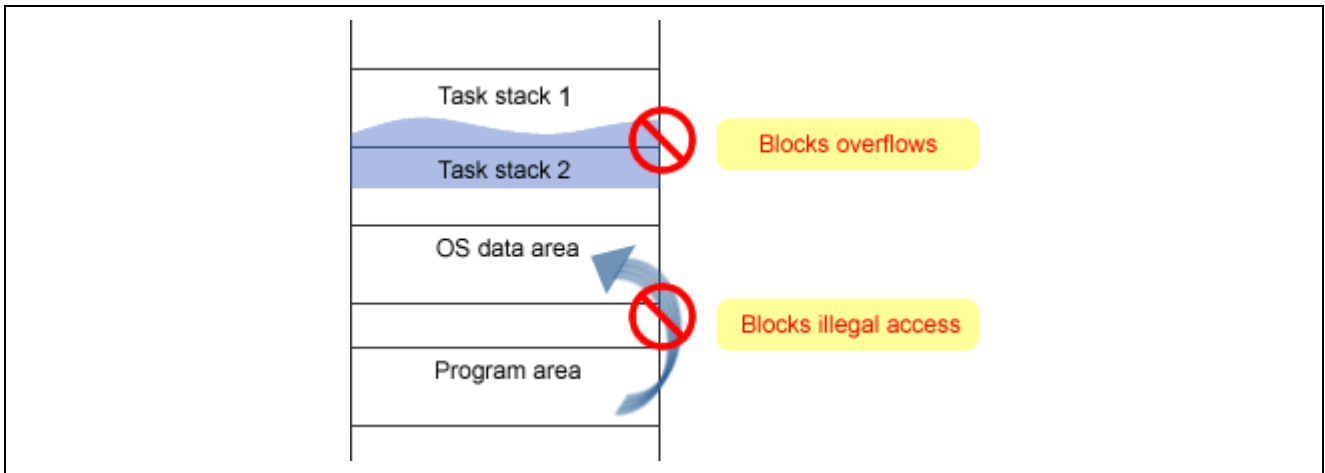 Task stack 1
Blocks overflows
Task stack 2
OS data area
Blocks illegal access
Program area